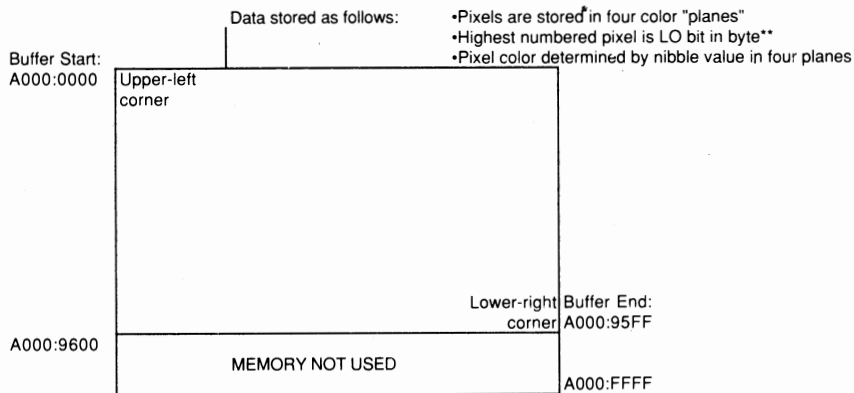 Data stored as follows:
•Pixels are stored in four color "planes"
•Highest numbered pixel is LO bit in byte**
•Pixel color determined by nibble value in four planes
Buffer Start:
A000:0000
Upper-left
corner
Lower-right
corner
Buffer End:
A000:95FF
A000:9600
MEMORY NOT USED
A000:FFFF